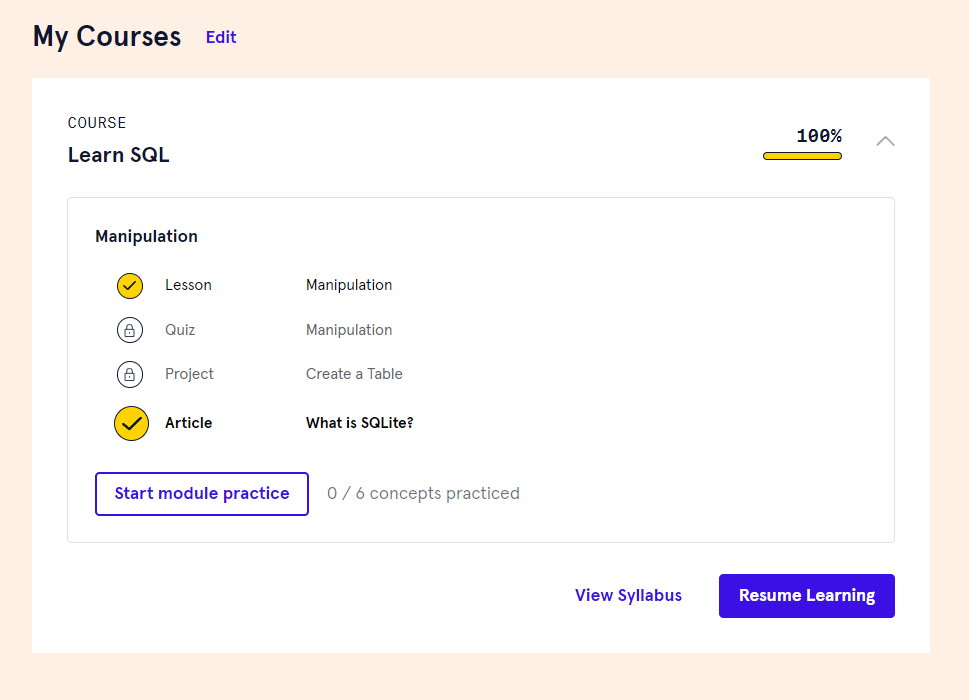 My Courses Edit
COURSE
Learn SQL
100%
Manipulation
Lesson Manipulation
Quiz Manipulation
Project Create a Table
Article What is SQLite?
Start module practice 0 / 6 concepts practiced
View Syllabus Resume Learning